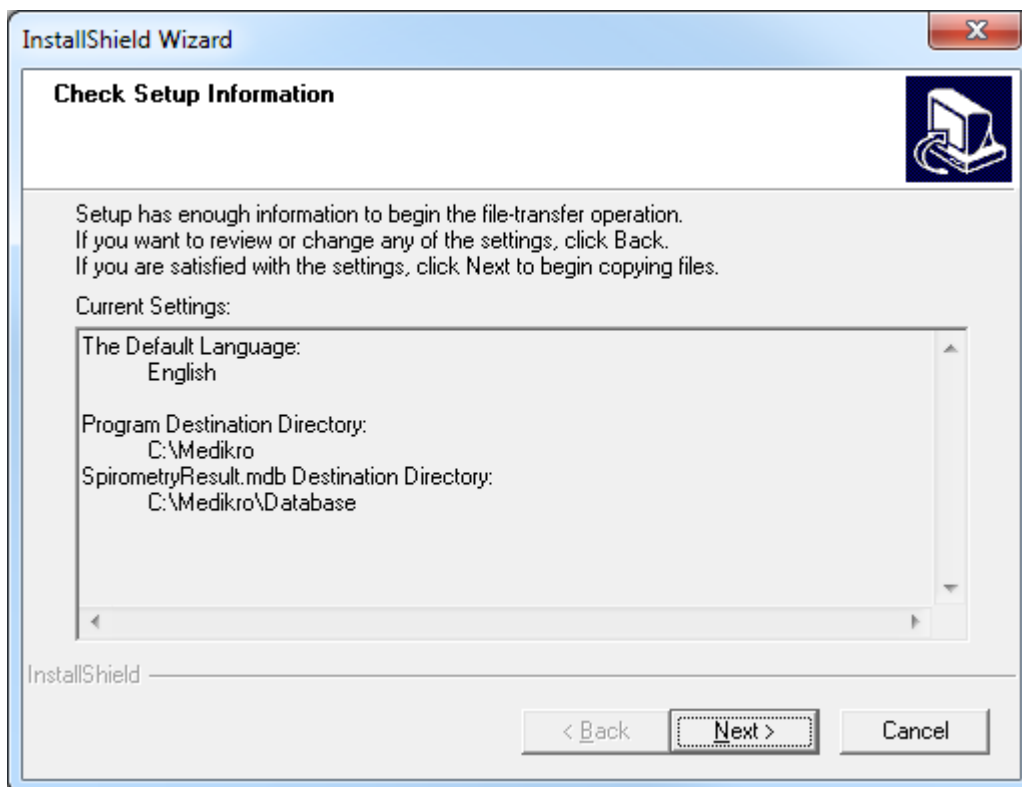 InstallShield Wizard
Check Setup Information
Setup has enough information to begin the file-transfer operation.
If you want to review or change any of the settings, click Back.
If you are satisfied with the settings, click Next to begin copying files.
Current Settings:
The Default Language:
English
Program Destination Directory:
C:\Medikro
SpirometryResult.mdb Destination Directory:
C:\Medikro\Database
InstallShield
< Back
Next >
Cancel